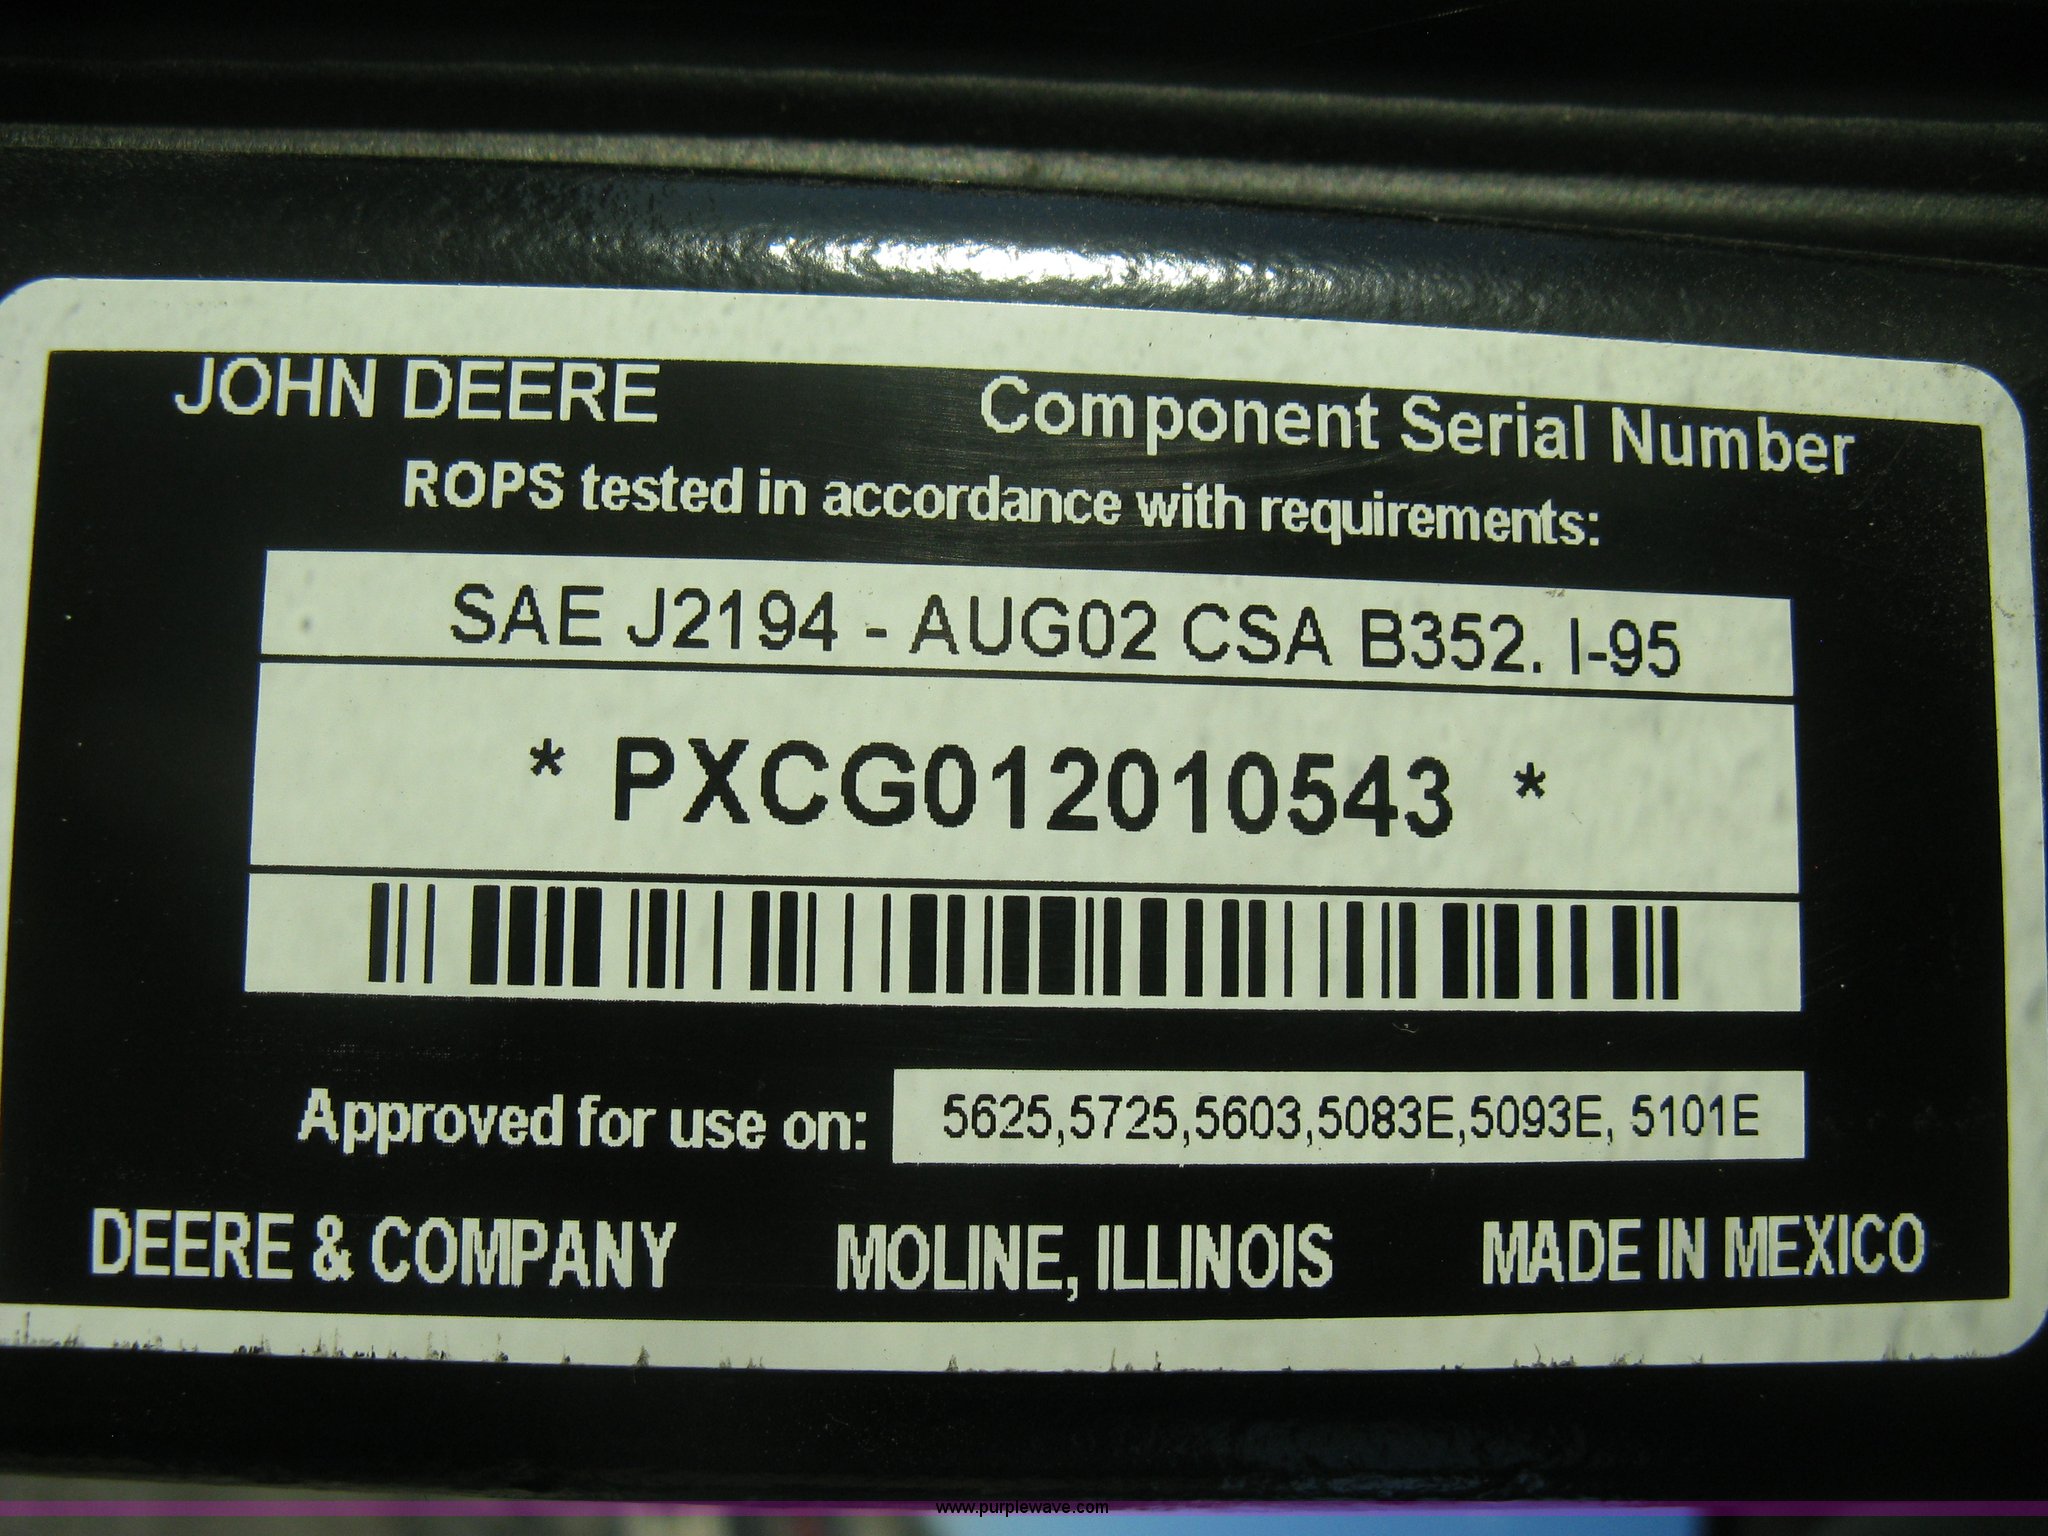 JOHN DEERE Component Serial Number
ROPS tested in accordance with requirements:
SAE J2194 - AUG02 CSA B352. I-95
* PXCG012010543 *
Approved for use on: 5625,5725,5603,5083E,5093E, 5101E
DEERE & COMPANY MOLINE, ILLINOIS MADE IN MEXICO
www.purplewave.com